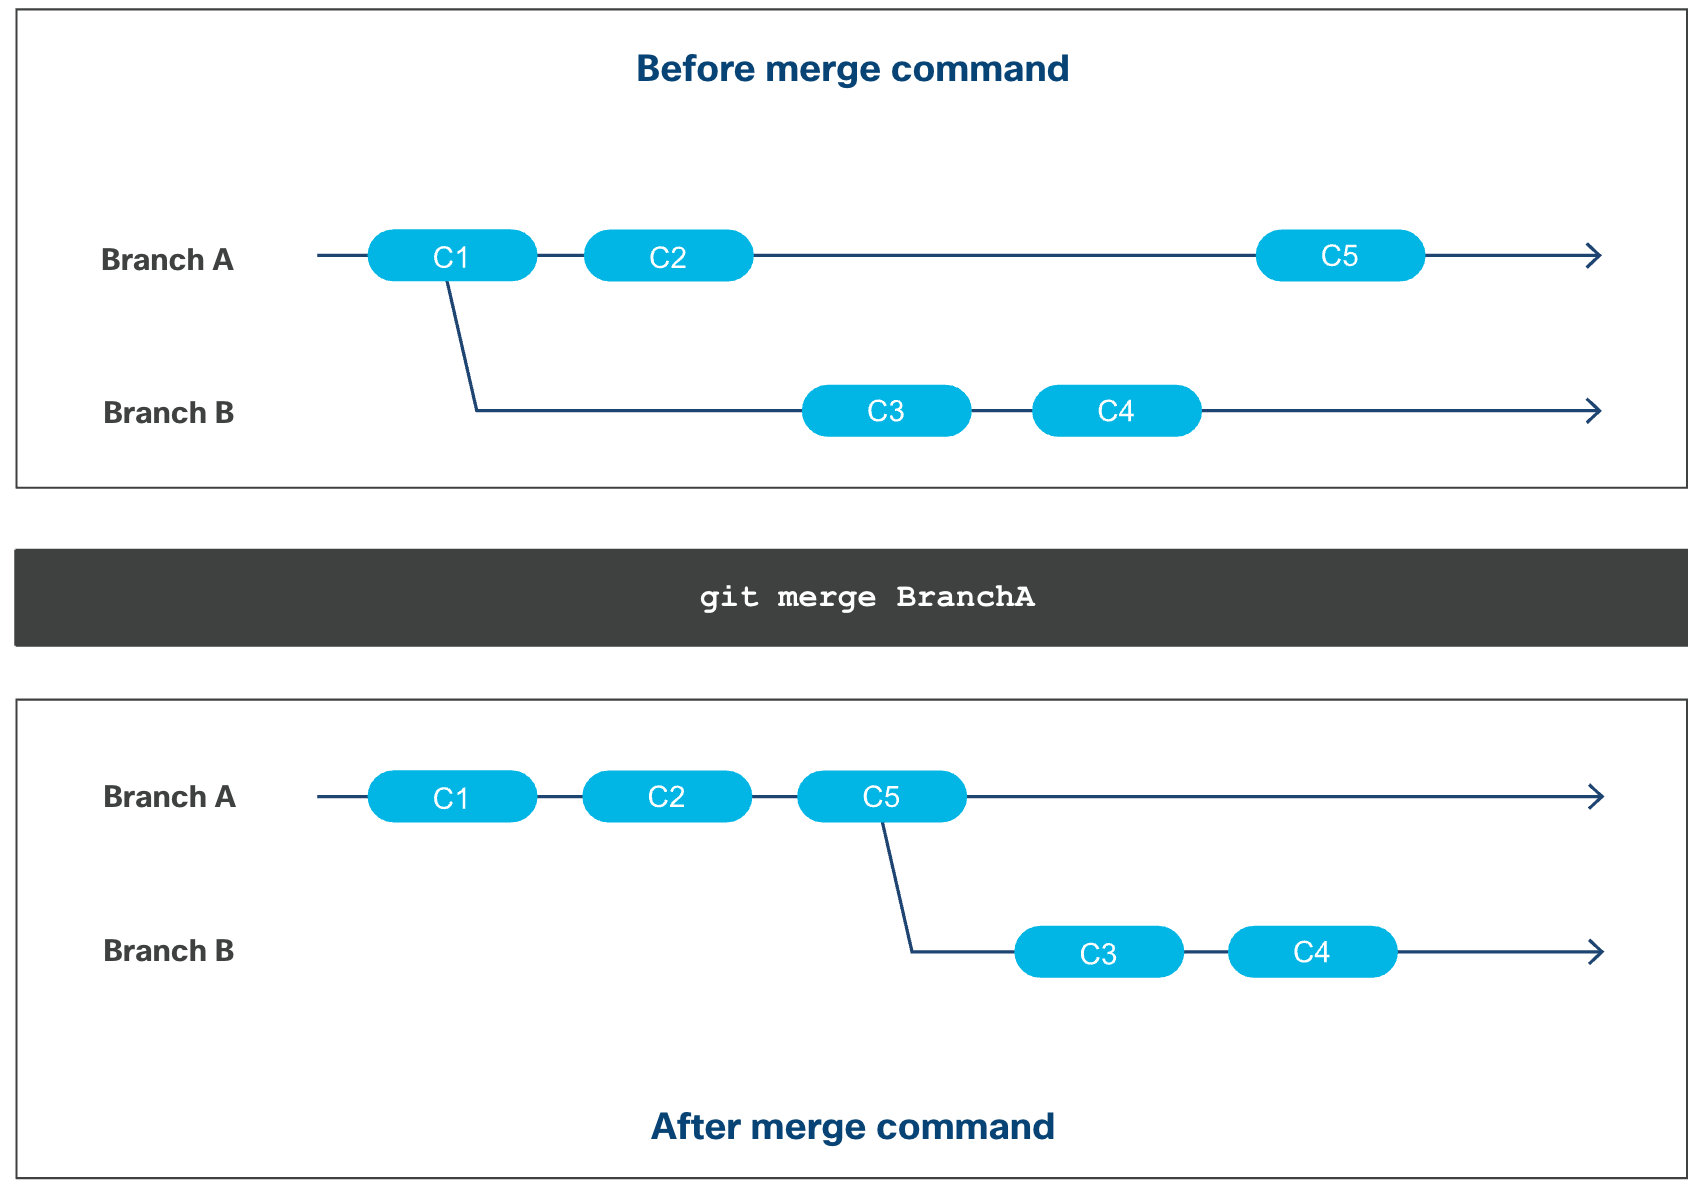 Before merge command
Branch A
C1
C2
C5
Branch B
C3
C4
git merge BranchA
Branch A
C1
C2
C5
Branch B
C3
C4
After merge command